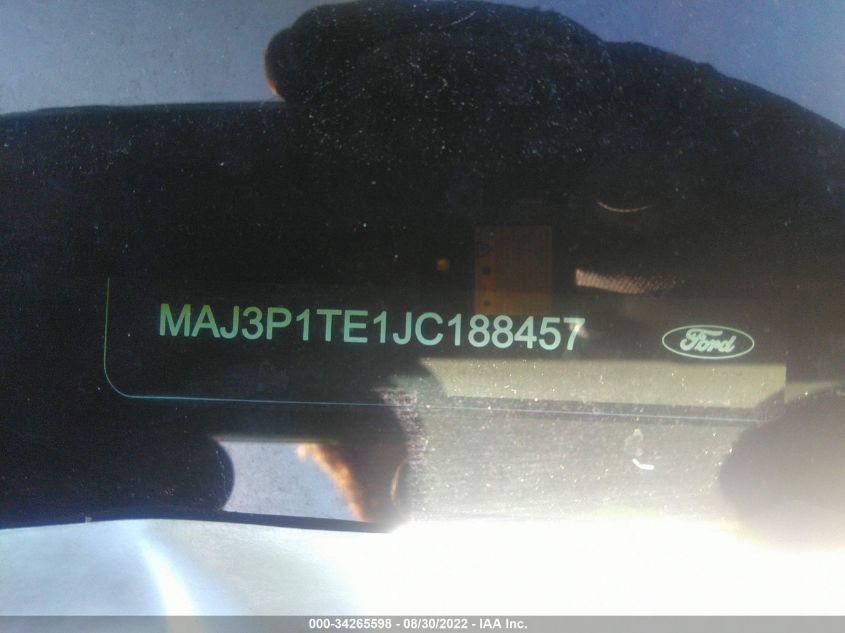 MAJ3P1TE1JC188457
Ford
000-34265598 - 08/30/2022 - IAA Inc.